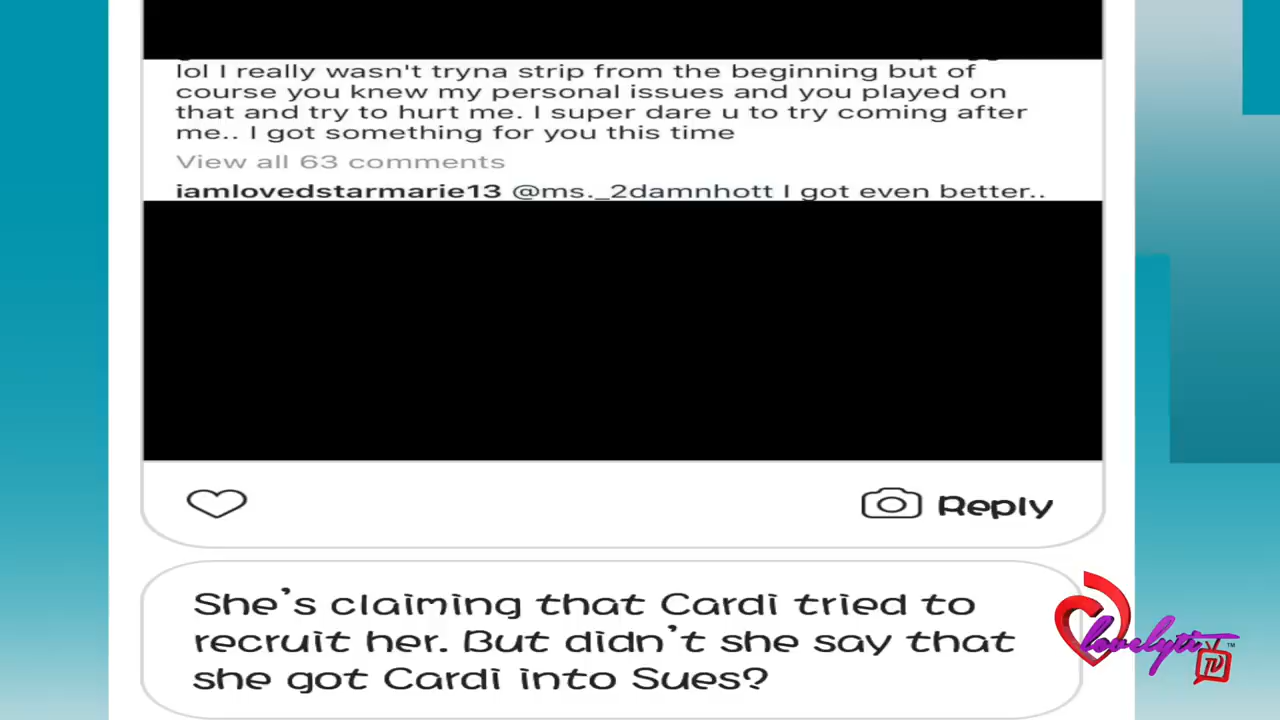 lol I really wasn't tryna strip from the beginning but of
course you knew my personal issues and you played on
that and try to hurt me. I super dare u to try coming after
me.. I got something for you this time
View all 63 comments
iamlovedstarmarie13 @ms._2damnhott I got even better..
Reply
She's claiming that Cardi tried to
recruit her. But didn't she say that
she got Cardi into Sues?
lovelyti
TV
™